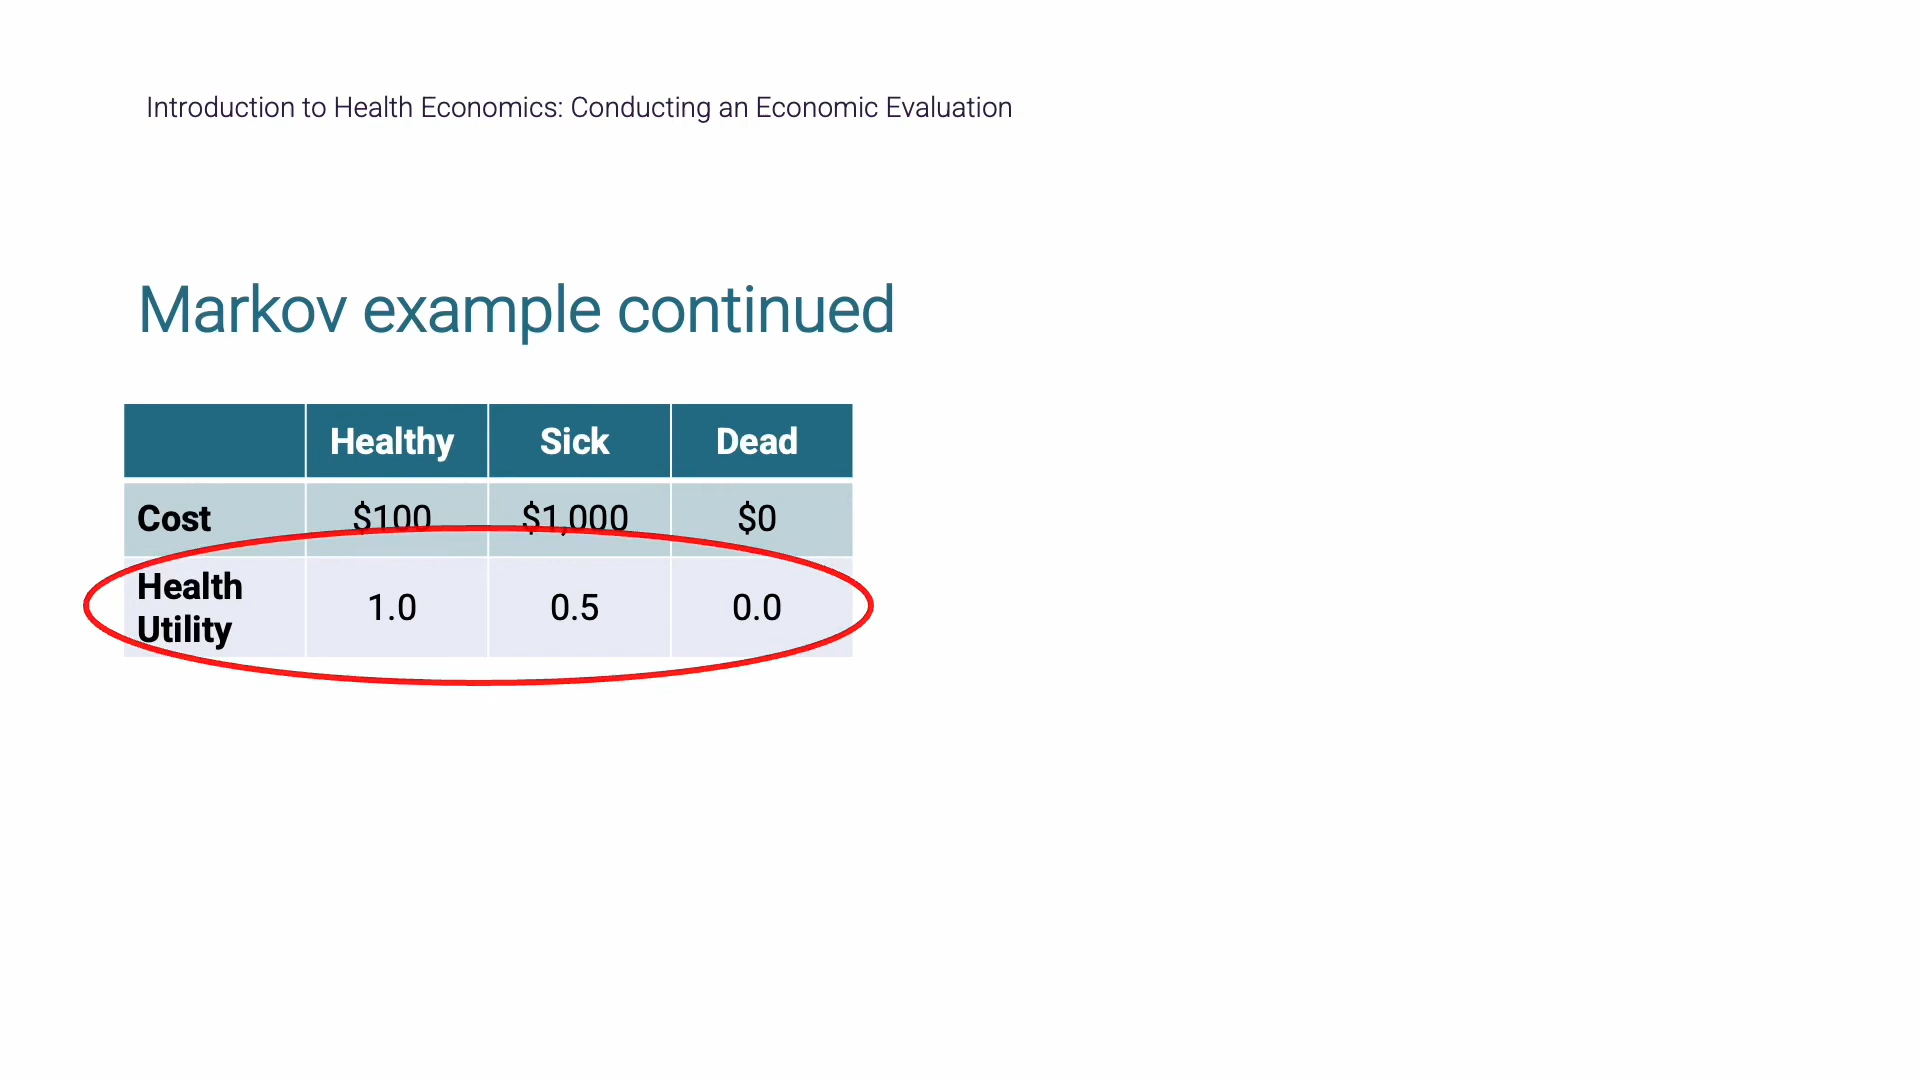 Introduction to Health Economics: Conducting an Economic Evaluation
Markov example continued
Healthy Sick Dead
Cost $100 $1,000 $0
Health
Utility 1.0 0.5 0.0